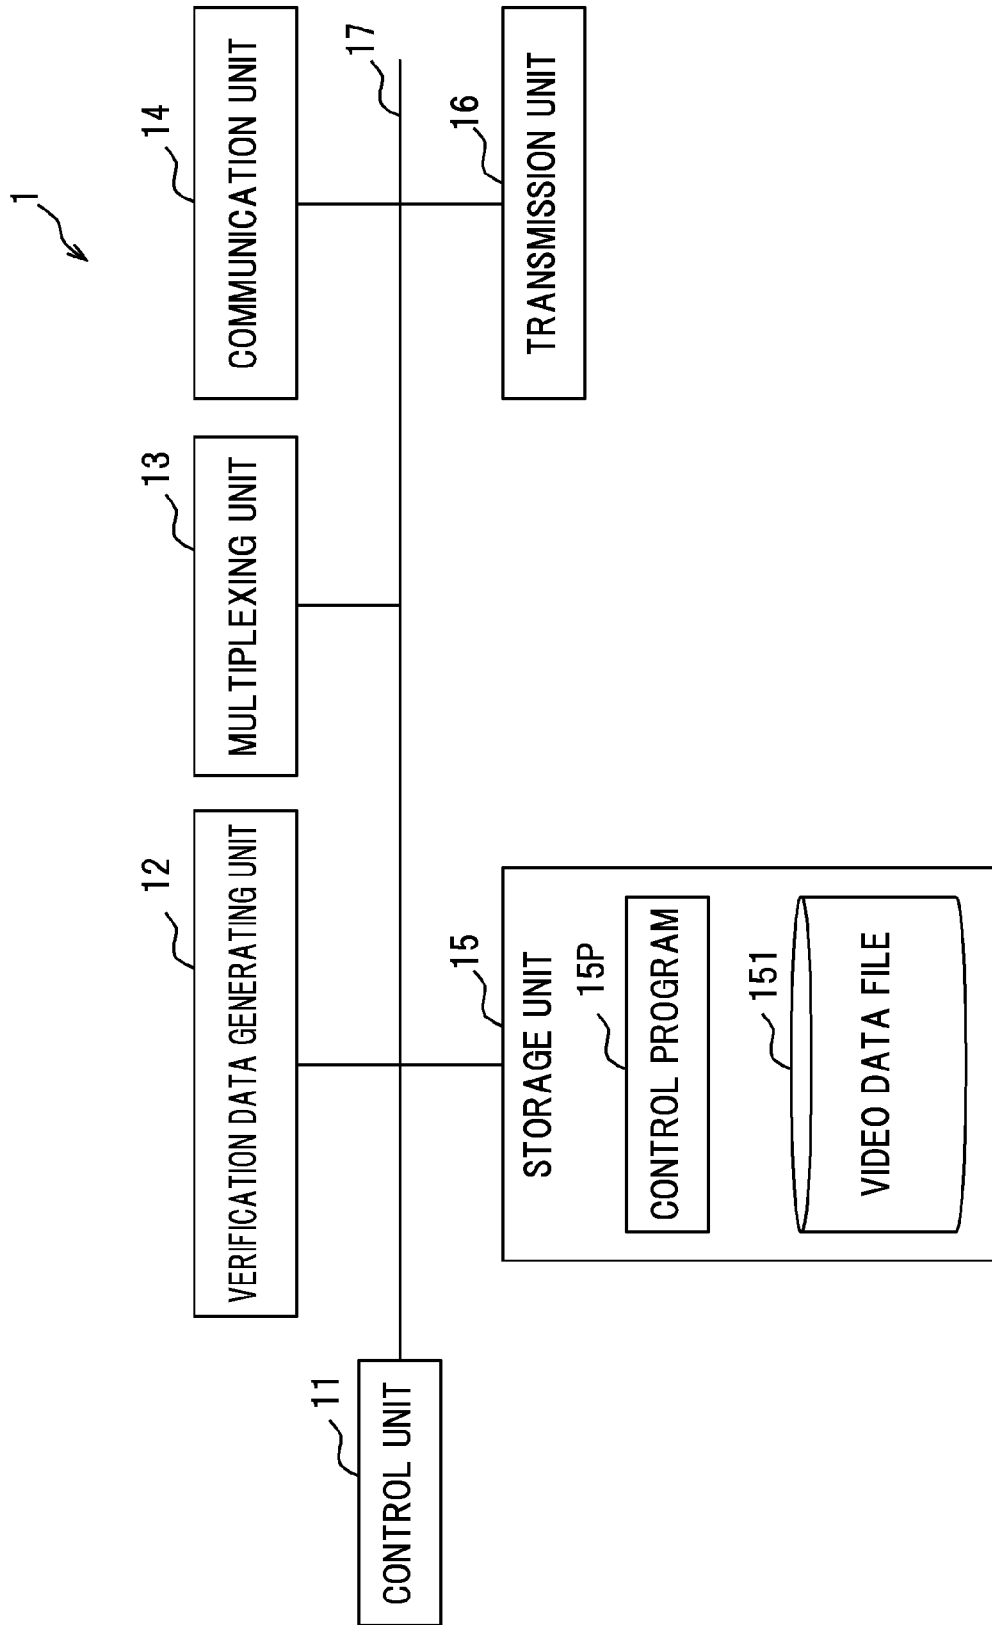 1
11
CONTROL UNIT
12
VERIFICATION DATA GENERATING UNIT
13
MULTIPLEXING UNIT
14
COMMUNICATION UNIT
17
15
STORAGE UNIT
15P
CONTROL PROGRAM
151
VIDEO DATA FILE
16
TRANSMISSION UNIT